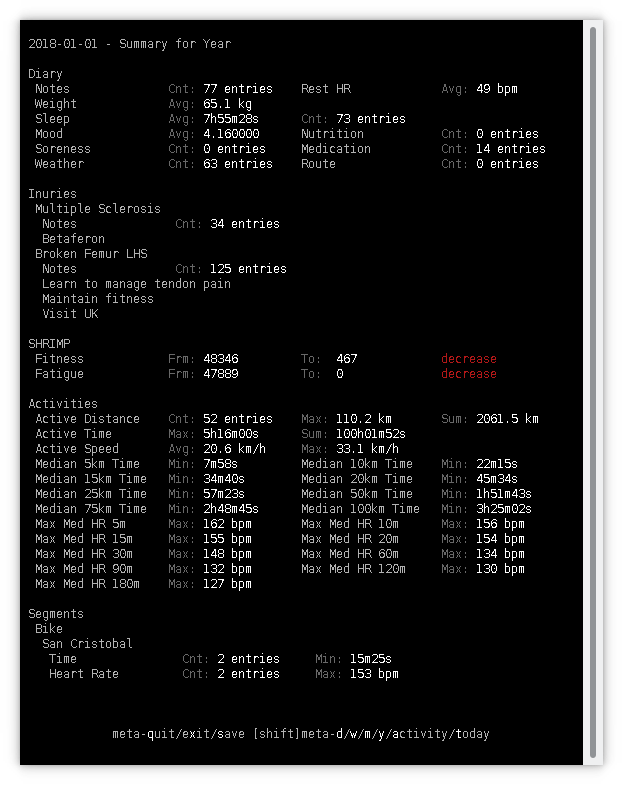 2018-01-01 - Summary for Year
Diary
Notes Cnt: 77 entries Rest HR Avg: 49 bpm
Weight Avg: 65.1 kg
Sleep Avg: 7h55m28s Cnt: 73 entries
Mood Avg: 4.160000 Nutrition Cnt: 0 entries
Soreness Cnt: 0 entries Medication Cnt: 14 entries
Weather Cnt: 63 entries Route Cnt: 0 entries
Inuries
Multiple Sclerosis
Notes Cnt: 34 entries
Betaferon
Broken Femur LHS
Notes Cnt: 125 entries
Learn to manage tendon pain
Maintain fitness
Visit UK
SHRIMP
Fitness Frm: 48346 To: 467 decrease
Fatigue Frm: 47889 To: 0 decrease
Activities
Active Distance Cnt: 52 entries Max: 110.2 km Sum: 2061.5 km
Active Time Max: 5h16m00s Sum: 100h01m52s
Active Speed Avg: 20.6 km/h Max: 33.1 km/h
Median 5km Time Min: 7m58s Median 10km Time Min: 22m15s
Median 15km Time Min: 34m40s Median 20km Time Min: 45m34s
Median 25km Time Min: 57m23s Median 50km Time Min: 1h51m43s
Median 75km Time Min: 2h48m45s Median 100km Time Min: 3h25m02s
Max Med HR 5m Max: 162 bpm Max Med HR 10m Max: 156 bpm
Max Med HR 15m Max: 155 bpm Max Med HR 20m Max: 154 bpm
Max Med HR 30m Max: 148 bpm Max Med HR 60m Max: 134 bpm
Max Med HR 90m Max: 132 bpm Max Med HR 120m Max: 130 bpm
Max Med HR 180m Max: 127 bpm
Segments
Bike
San Cristobal
Time Cnt: 2 entries Min: 15m25s
Heart Rate Cnt: 2 entries Max: 153 bpm
meta-quit/exit/save [shift]meta-d/w/m/y/activity/today